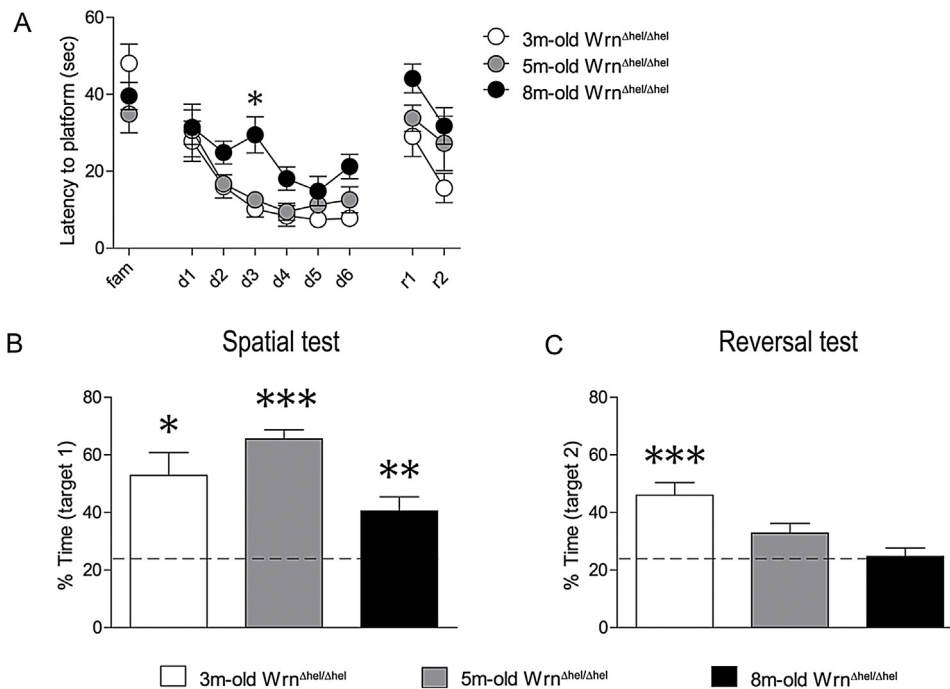 A
Latency to platform (sec)
60
40
20
0
*
fam
d1
d2
d3
d4
d5
d6
r1
r2
3m-old Wrn^Δhel/Δhel
5m-old Wrn^Δhel/Δhel
8m-old Wrn^Δhel/Δhel
B
Spatial test
% Time (target 1)
80
60
40
20
0
*
***
**
C
Reversal test
% Time (target 2)
80
60
40
20
0
***
3m-old Wrn^Δhel/Δhel
5m-old Wrn^Δhel/Δhel
8m-old Wrn^Δhel/Δhel